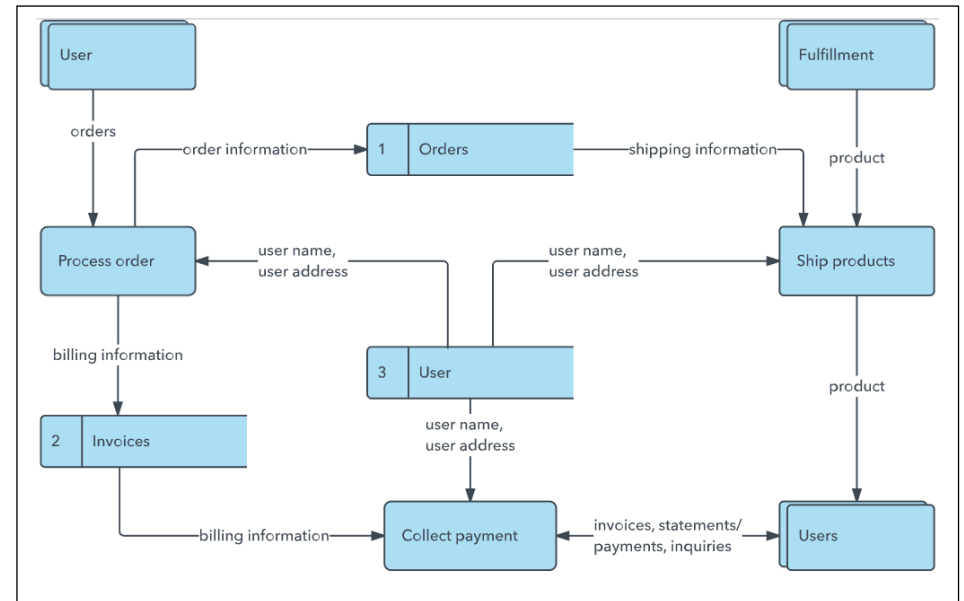 User
Fulfillment
orders
order information
1
Orders
shipping information
product
Process order
user name,
user address
user name,
user address
Ship products
billing information
3
User
product
2
Invoices
user name,
user address
billing information
Collect payment
invoices, statements/
payments, inquiries
Users